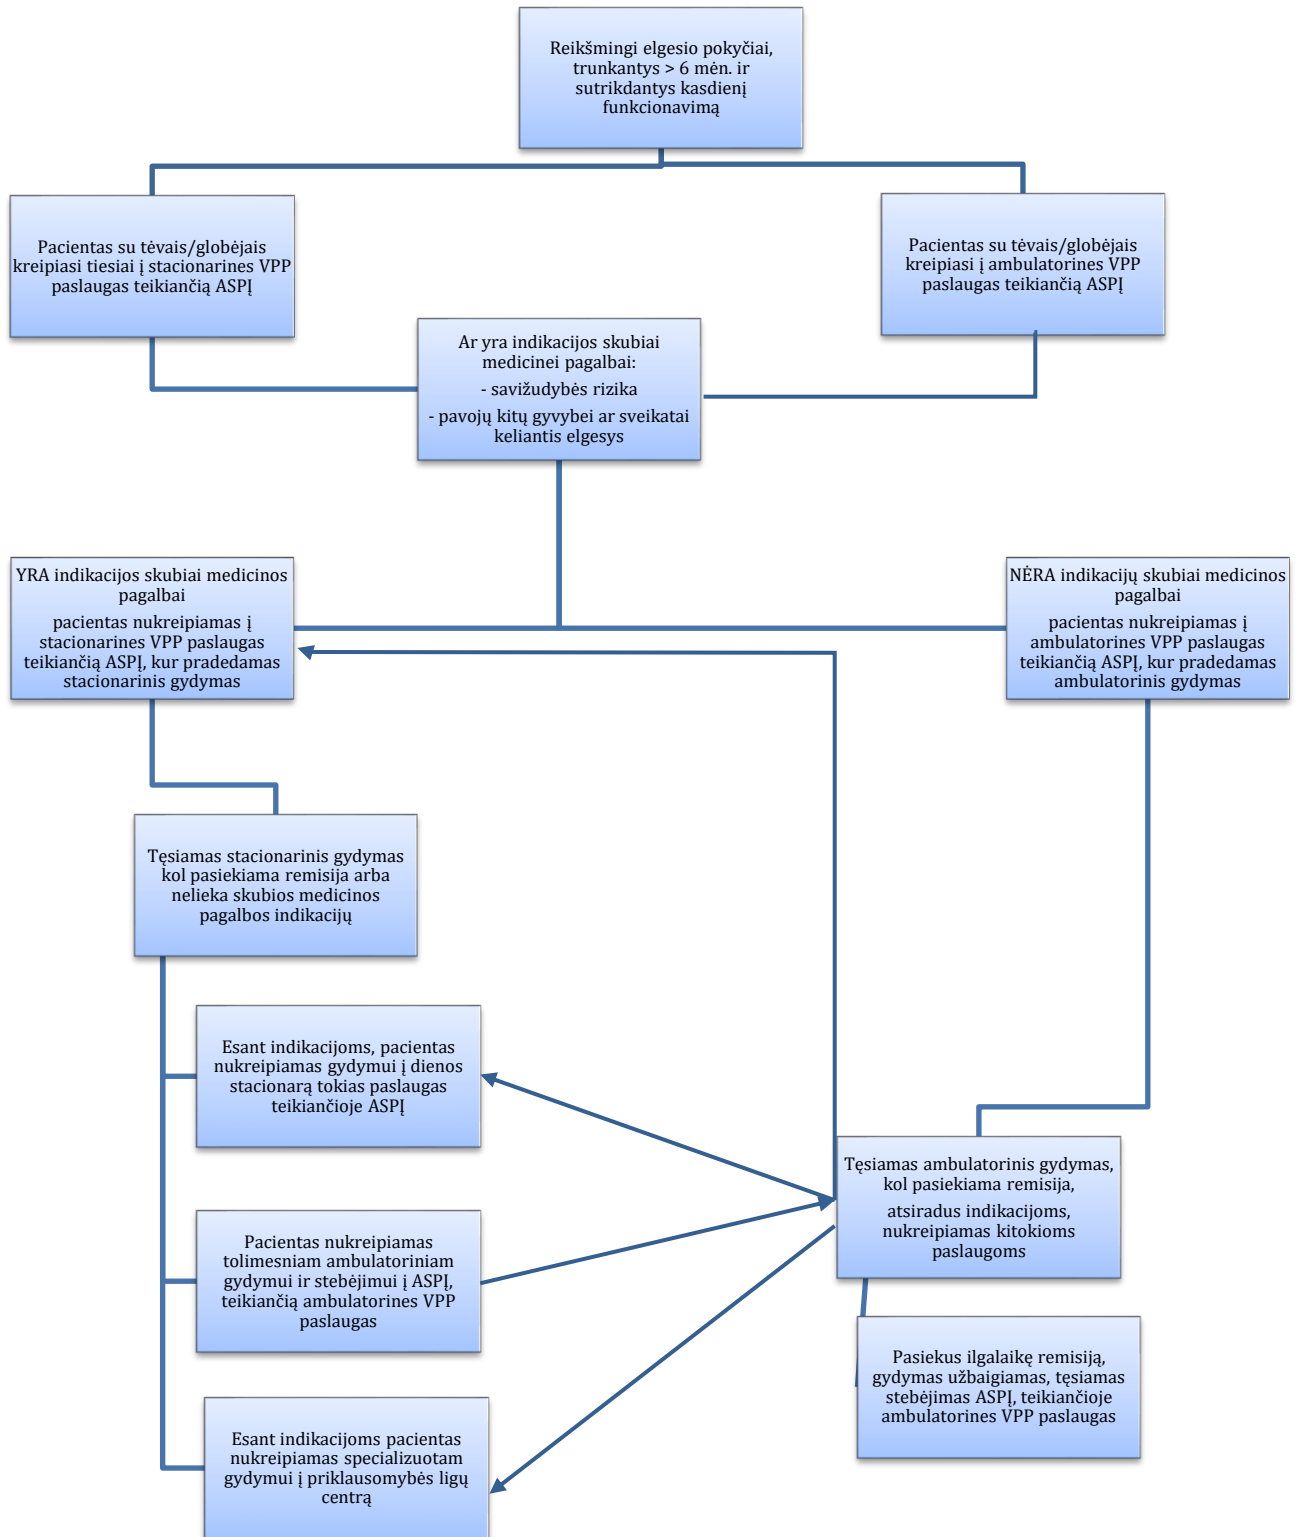 Reikšmingi elgesio pokyčiai,
trunkantys > 6 mėn. ir
sutrikdantys kasdienį
funkcionavimą
Pacientas su tėvais/globėjais
kreipiasi tiesiai į stacionarines VPP
paslaugas teikiančią ASPĮ
Pacientas su tėvais/globėjais
kreipiasi į ambulatorines VPP
paslaugas teikiančią ASPĮ
Ar yra indikacijos skubiai
medicinei pagalbai:
- savižudybės rizika
- pavojų kitų gyvybei ar sveikatai
keliantis elgesys
YRA indikacijos skubiai medicinos
pagalbai
pacientas nukreipiamas į
stacionarines VPP paslaugas
teikiančią ASPĮ, kur pradedamas
stacionarinis gydymas
NĖRA indikacijų skubiai medicinos
pagalbai
pacientas nukreipiamas į
ambulatorines VPP paslaugas
teikiančią ASPĮ, kur pradedamas
ambulatorinis gydymas
Tęsiamas stacionarinis gydymas
kol pasiekiama remisija arba
nelieka skubios medicinos
pagalbos indikacijų
Esant indikacijoms, pacientas
nukreipiamas gydymui į dienos
stacionarą tokias paslaugas
teikiančioje ASPĮ
Tęsiamas ambulatorinis gydymas,
kol pasiekiama remisija,
atsiradus indikacijoms,
nukreipiamas kitokioms
paslaugoms
Pacientas nukreipiamas
tolimesniam ambulatoriniam
gydymui ir stebėjimui į ASPĮ,
teikiančią ambulatorines VPP
paslaugas
Pasiekus ilgalaikę remisiją,
gydymas užbaigiamas, tęsiamas
stebėjimas ASPĮ, teikiančioje
ambulatorines VPP paslaugas
Esant indikacijoms pacientas
nukreipiamas specializuotam
gydymui į priklausomybės ligų
centrą